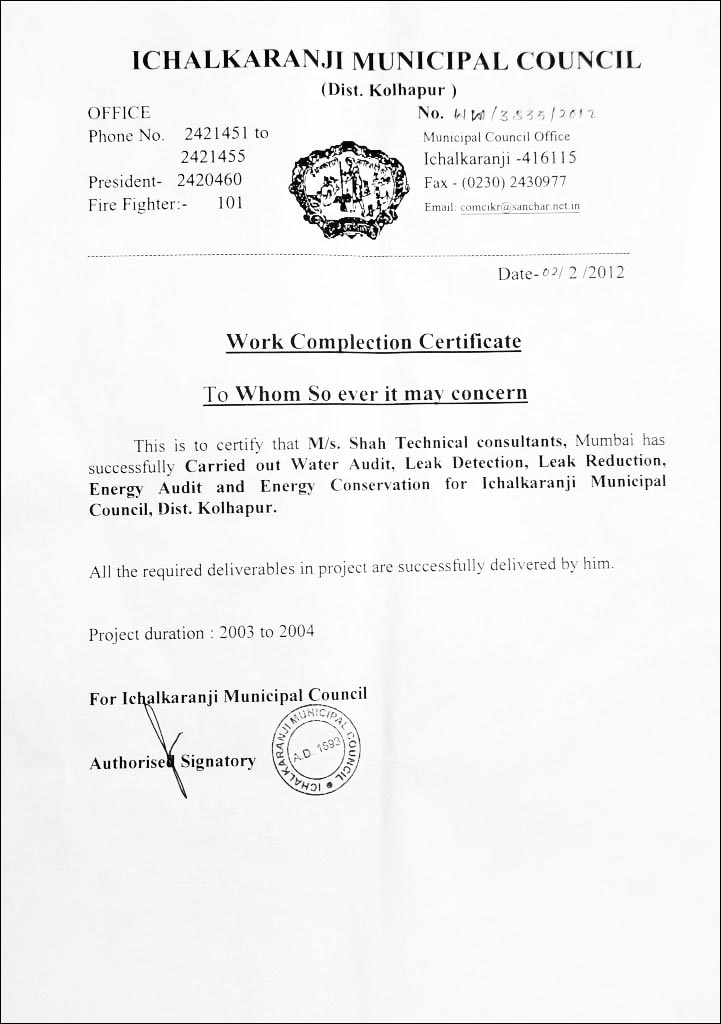 ICHALKARANJI MUNICIPAL COUNCIL
(Dist. Kolhapur )
OFFICE
Phone No. 2421451 to
2421455
President- 2420460
Fire Fighter:- 101
No. /3535/2012
Municipal Council Office
Ichalkaranji -416115
Fax - (0230) 2430977
Email: comcikr@sanchar.net.in
Date- 02/ 2 /2012
Work Complection Certificate
To Whom So ever it may concern
This is to certify that M/s. Shah Technical consultants, Mumbai has
successfully Carried out Water Audit, Leak Detection, Leak Reduction,
Energy Audit and Energy Conservation for Ichalkaranji Municipal
Council, Dist. Kolhapur.
All the required deliverables in project are successfully delivered by him.
Project duration : 2003 to 2004
For Ichalkaranji Municipal Council
Authorised Signatory
ICHALKARANJI MUNICIPAL COUNCIL
A.D. 1893